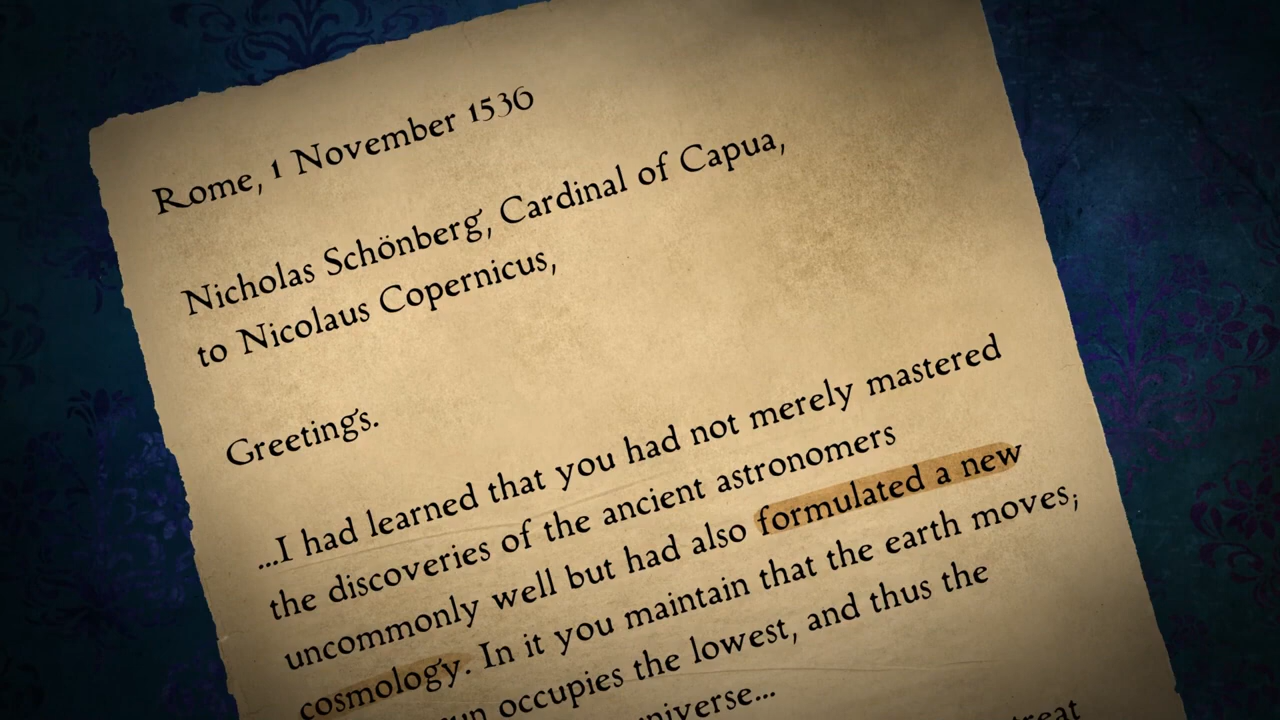 Rome, 1 November 1536
Nicholas Schönberg, Cardinal of Capua,
to Nicolaus Copernicus,
Greetings.
...I had learned that you had not merely mastered
the discoveries of the ancient astronomers
uncommonly well but had also formulated a new
cosmology. In it you maintain that the earth moves;
occupies the lowest, and thus the